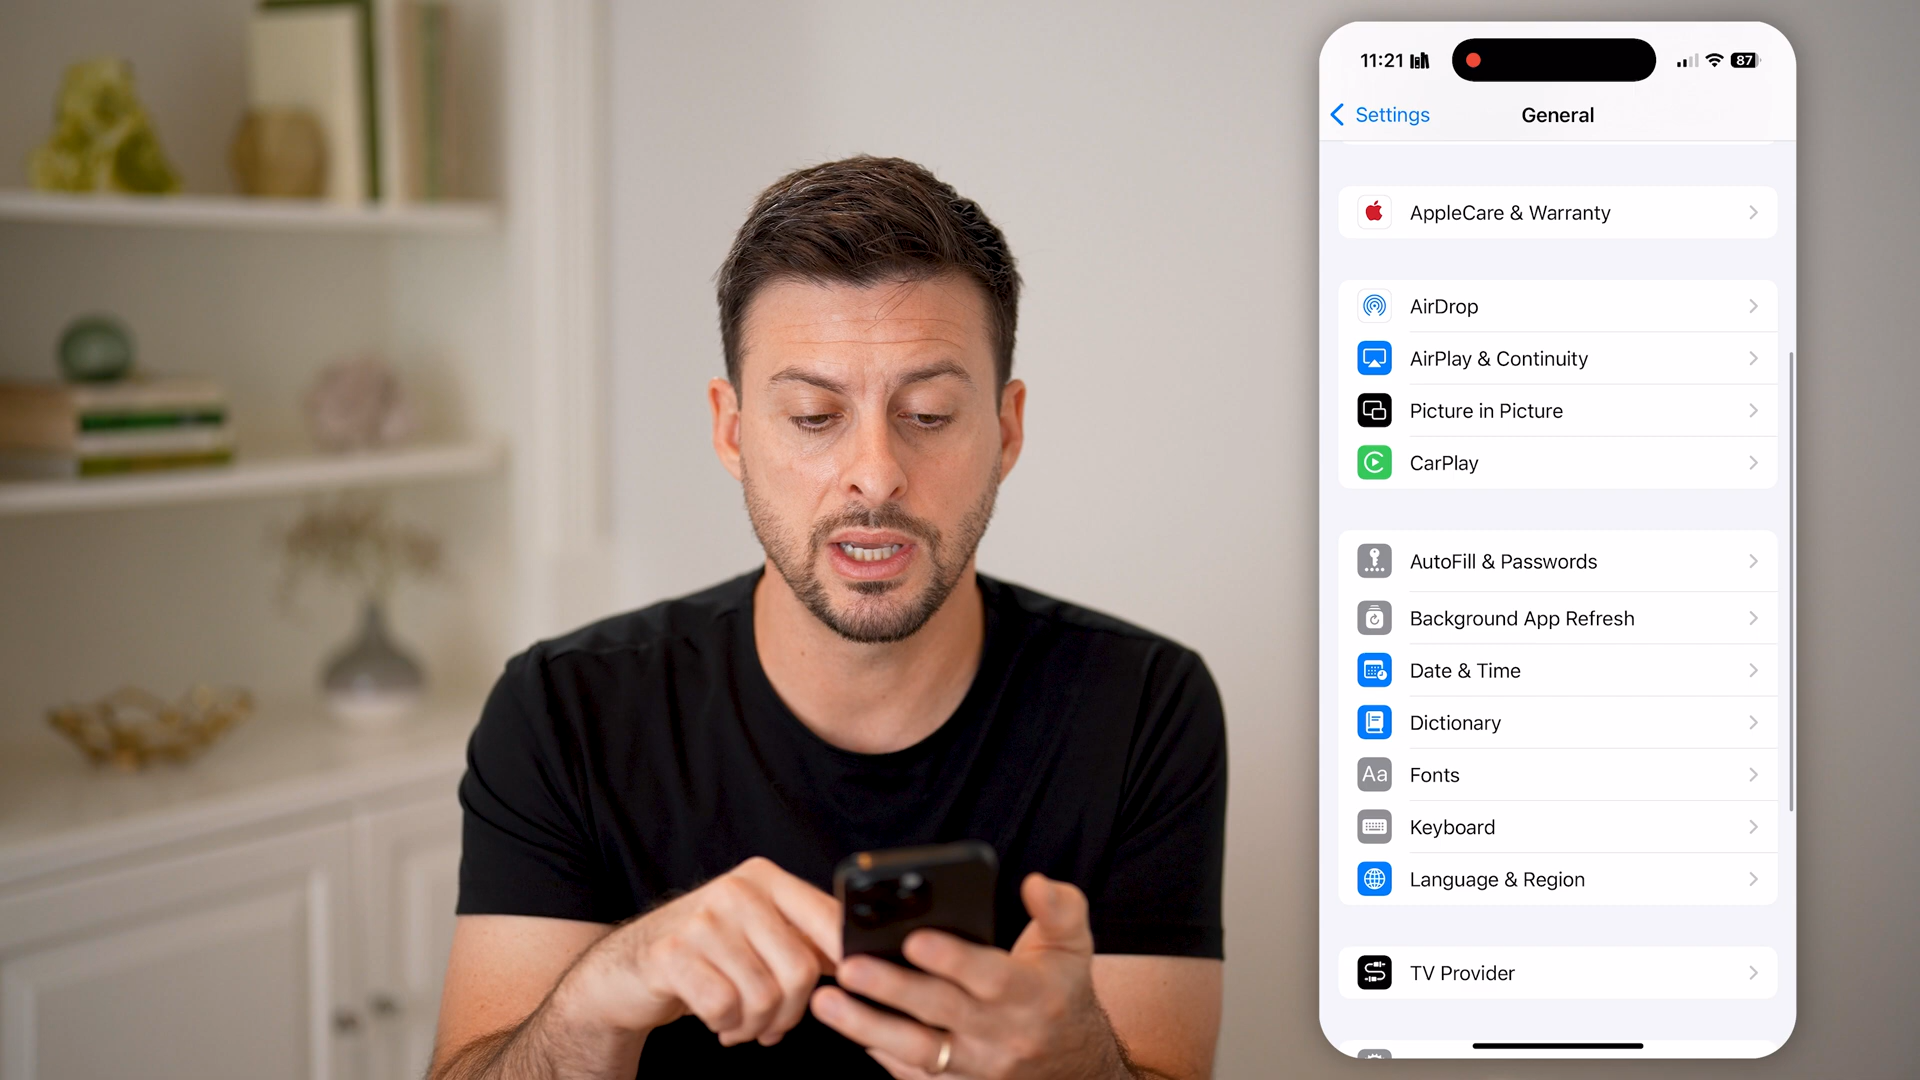 11:21 87
Settings General
AppleCare & Warranty
AirDrop
AirPlay & Continuity
Picture in Picture
CarPlay
AutoFill & Passwords
Background App Refresh
Date & Time
Dictionary
Aa Fonts
Keyboard
Language & Region
TV Provider